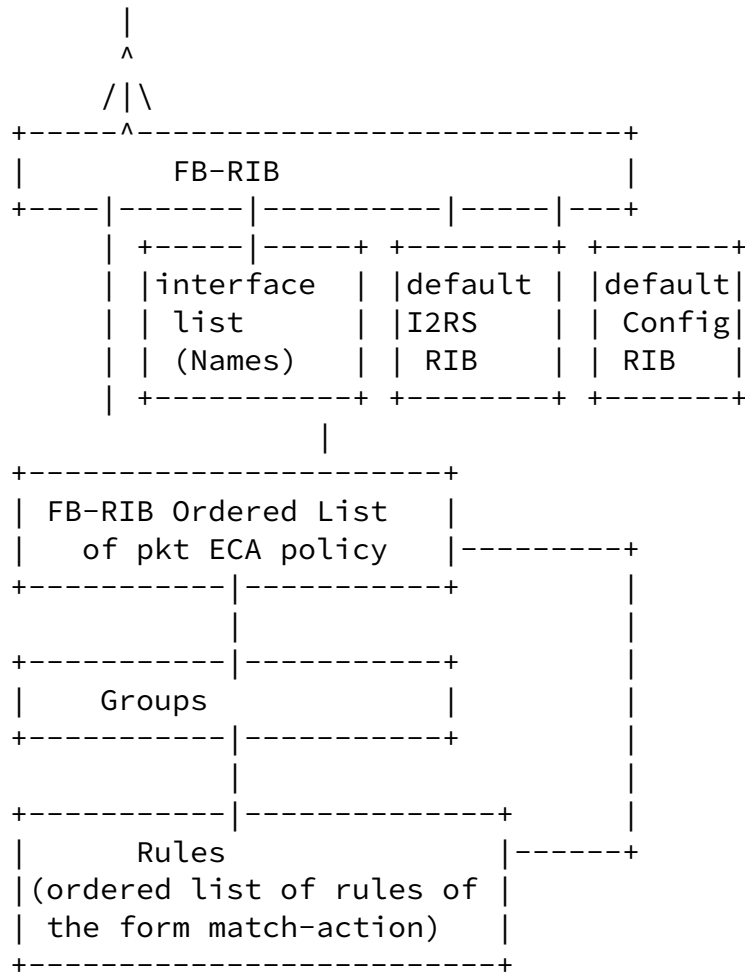 FB-RIB
interface default default
list I2RS Config
(Names) RIB RIB
FB-RIB Ordered List
of pkt ECA policy
Groups
Rules
(ordered list of rules of
the form match-action)